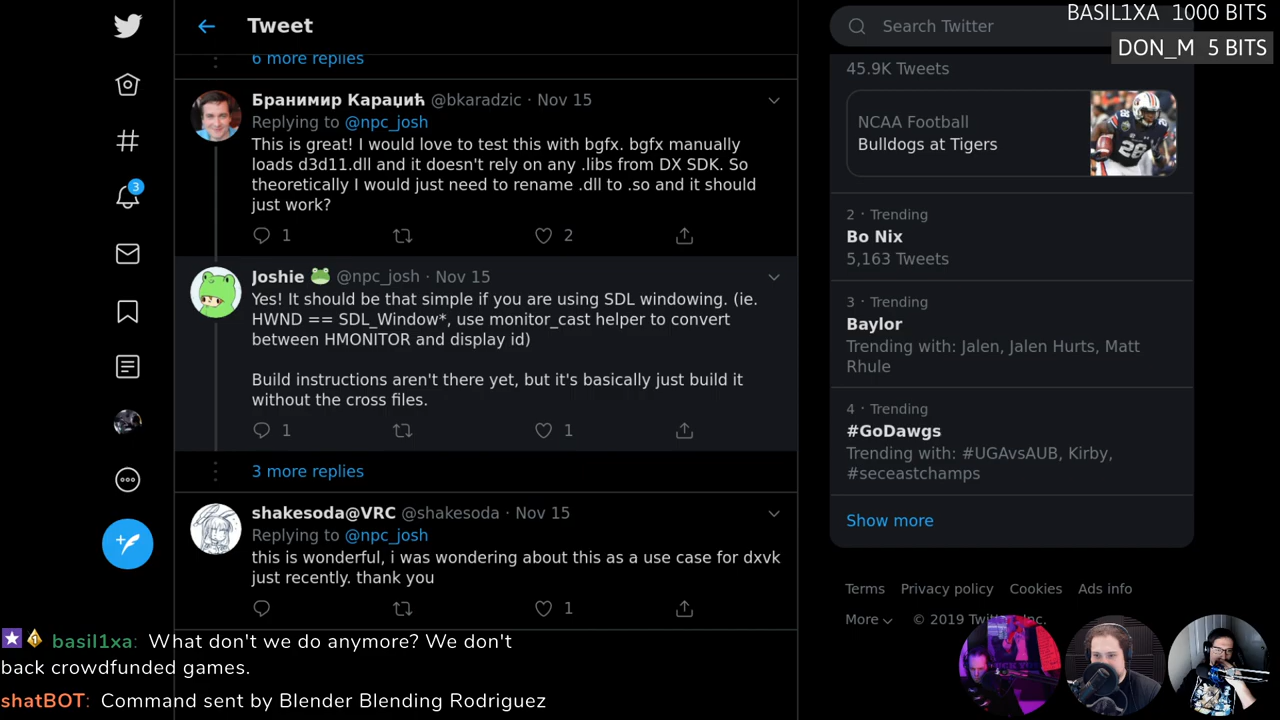 Tweet
Search Twitter
BASIL1XA 1000 BITS
DON_M 5 BITS
6 more replies
Бранимир Караџић @bkaradzic · Nov 15
Replying to @npc_josh
This is great! I would love to test this with bgfx. bgfx manually
loads d3d11.dll and it doesn't rely on any .libs from DX SDK. So
theoretically I would just need to rename .dll to .so and it should
just work?
1
2
Joshie 🐸 @npc_josh · Nov 15
Yes! It should be that simple if you are using SDL windowing. (ie.
HWND == SDL_Window*, use monitor_cast helper to convert
between HMONITOR and display id)
Build instructions aren't there yet, but it's basically just build it
without the cross files.
1
1
3 more replies
shakesoda@VRC @shakesoda · Nov 15
Replying to @npc_josh
this is wonderful, i was wondering about this as a use case for dxvk
just recently. thank you
1
3
45.9K Tweets
NCAA Football
Bulldogs at Tigers
28
2 · Trending
Bo Nix
5,163 Tweets
3 · Trending
Baylor
Trending with: Jalen, Jalen Hurts, Matt
Rhule
4 · Trending
#GoDawgs
Trending with: #UGAvsAUB, Kirby,
#seceastchamps
Show more
Terms Privacy policy Cookies Ads info
More © 2019 Twitter, Inc.
basil1xa: What don't we do anymore? We don't
back crowdfunded games.
shatBOT: Command sent by Blender Blending Rodriguez